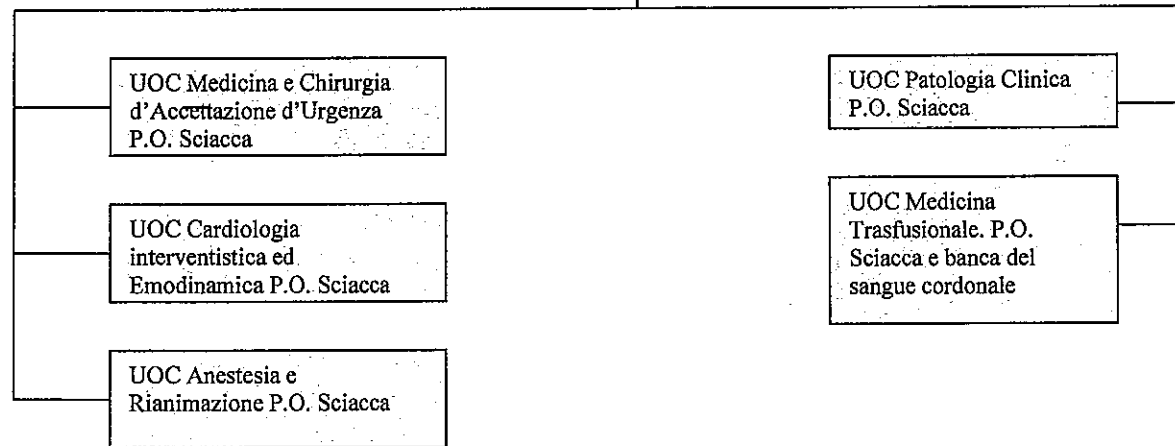 UOC Medicina e Chirurgia
d'Accettazione d'Urgenza
P.O. Sciacca
UOC Cardiologia
interventistica ed
Emodinamica P.O. Sciacca
UOC Anestesia e
Rianimazione P.O. Sciacca
UOC Patologia Clinica
P.O. Sciacca
UOC Medicina
Trasfusionale. P.O.
Sciacca e banca del
sangue cordonale